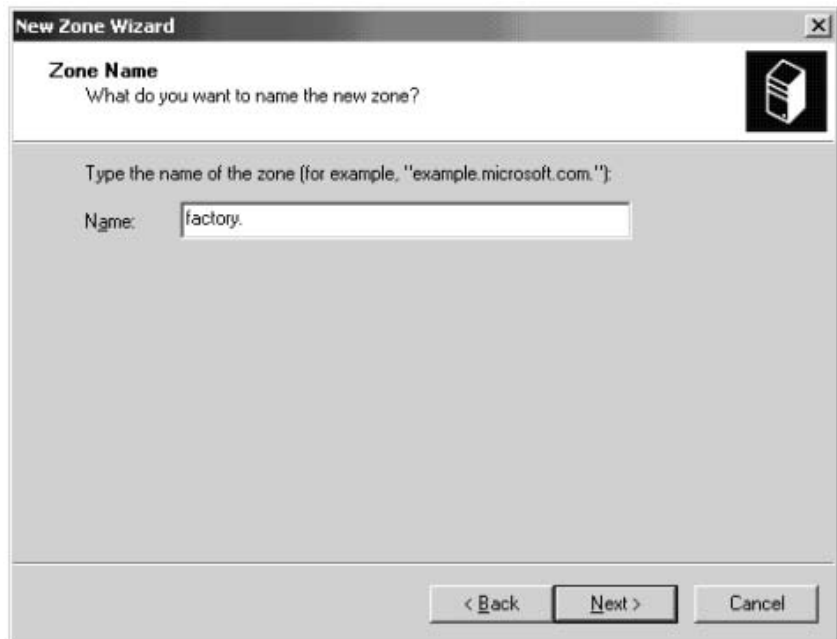 New Zone Wizard
Zone Name
What do you want to name the new zone?
Type the name of the zone (for example, "example.microsoft.com."):
Name: factory.
< Back Next > Cancel